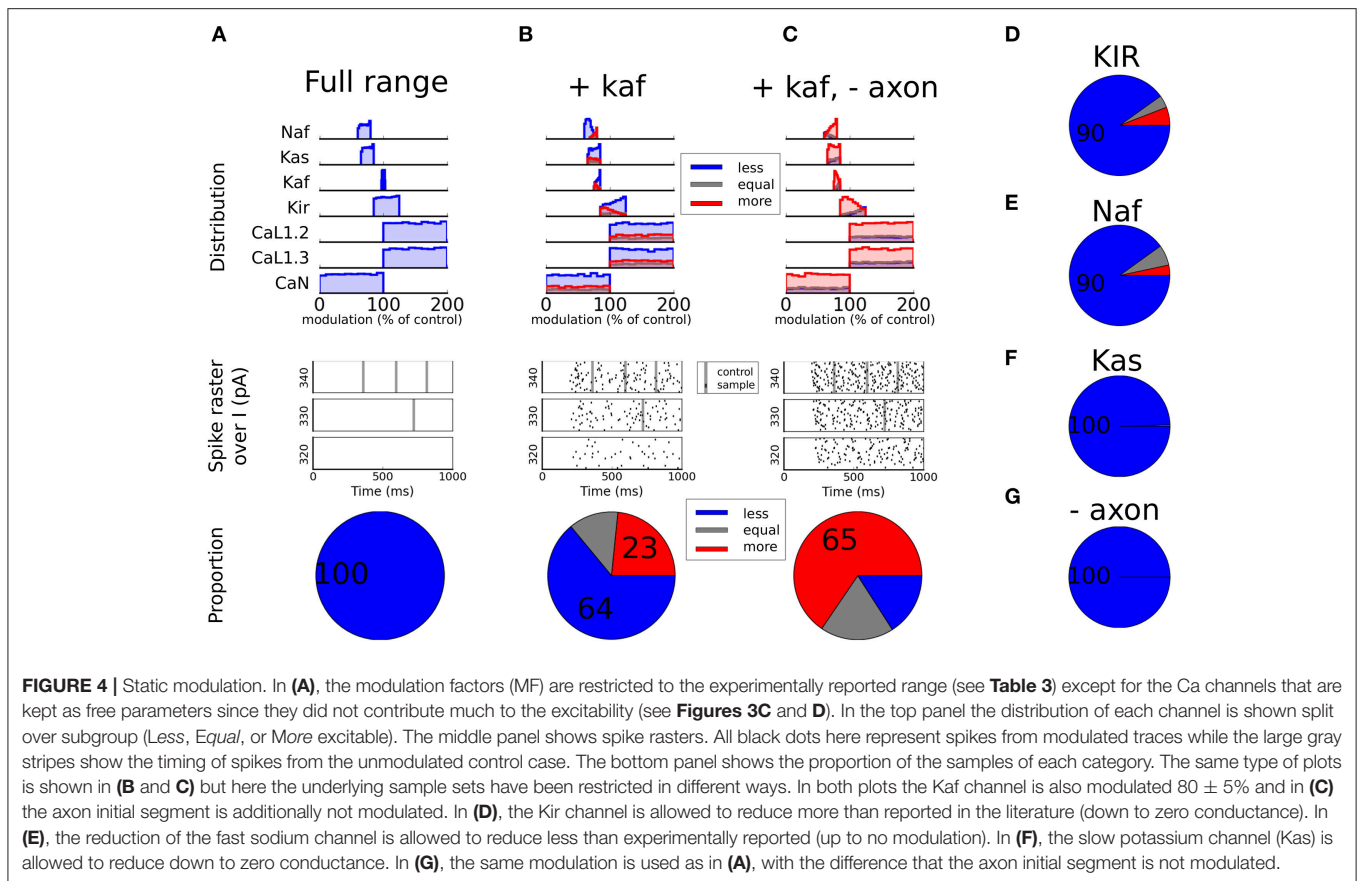 A
B
C
D
Full range
+ kaf
+ kaf, - axon
KIR
90
Distribution
Naf
Kas
Kaf
Kir
CaL1.2
CaL1.3
CaN
less
equal
more
0 100 200
modulation (% of control)
0 100 200
modulation (% of control)
0 100 200
modulation (% of control)
E
Naf
90
Spike raster
over I (pA)
340
330
320
0 500 1000
Time (ms)
340
330
320
0 500 1000
Time (ms)
control
sample
340
330
320
0 500 1000
Time (ms)
F
Kas
100
Proportion
100
23
64
less
equal
more
65
G
- axon
100
FIGURE 4 | Static modulation. In (A), the modulation factors (MF) are restricted to the experimentally reported range (see Table 3) except for the Ca channels that are
kept as free parameters since they did not contribute much to the excitability (see Figures 3C and D). In the top panel the distribution of each channel is shown split
over subgroup (Less, Equal, or More excitable). The middle panel shows spike rasters. All black dots here represent spikes from modulated traces while the large gray
stripes show the timing of spikes from the unmodulated control case. The bottom panel shows the proportion of the samples of each category. The same type of plots
is shown in (B and C) but here the underlying sample sets have been restricted in different ways. In both plots the Kaf channel is also modulated 80 ± 5% and in (C)
the axon initial segment is additionally not modulated. In (D), the Kir channel is allowed to reduce more than reported in the literature (down to zero conductance). In
(E), the reduction of the fast sodium channel is allowed to reduce less than experimentally reported (up to no modulation). In (F), the slow potassium channel (Kas) is
allowed to reduce down to zero conductance. In (G), the same modulation is used as in (A), with the difference that the axon initial segment is not modulated.